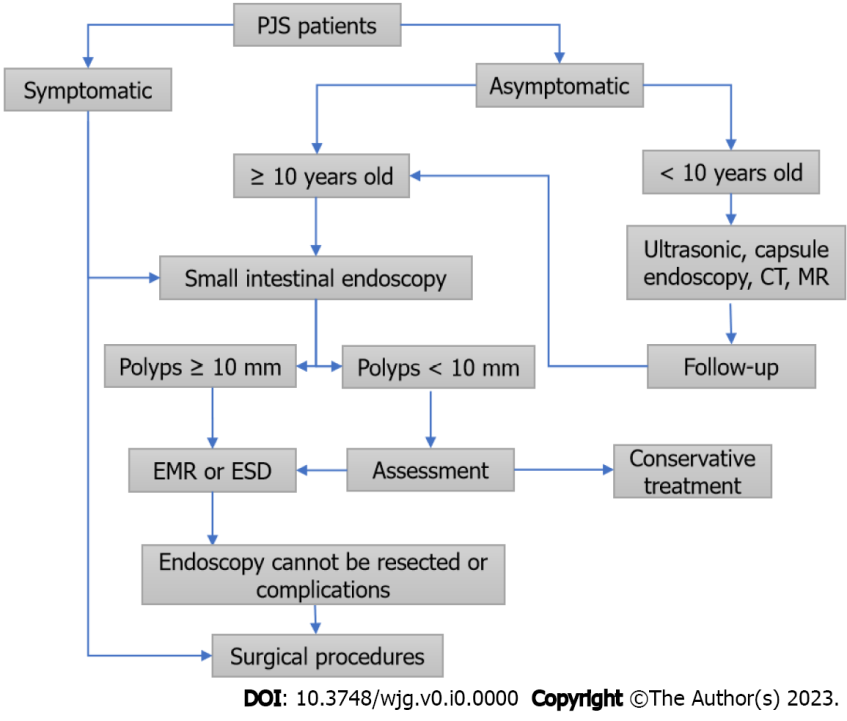 PJS patients
Symptomatic
Asymptomatic
≥ 10 years old
< 10 years old
Ultrasonic, capsule
endoscopy, CT, MR
Small intestinal endoscopy
Polyps ≥ 10 mm
Polyps < 10 mm
Follow-up
EMR or ESD
Assessment
Conservative
treatment
Endoscopy cannot be resected or
complications
Surgical procedures
DOI: 10.3748/wjg.v0.i0.0000 Copyright ©The Author(s) 2023.